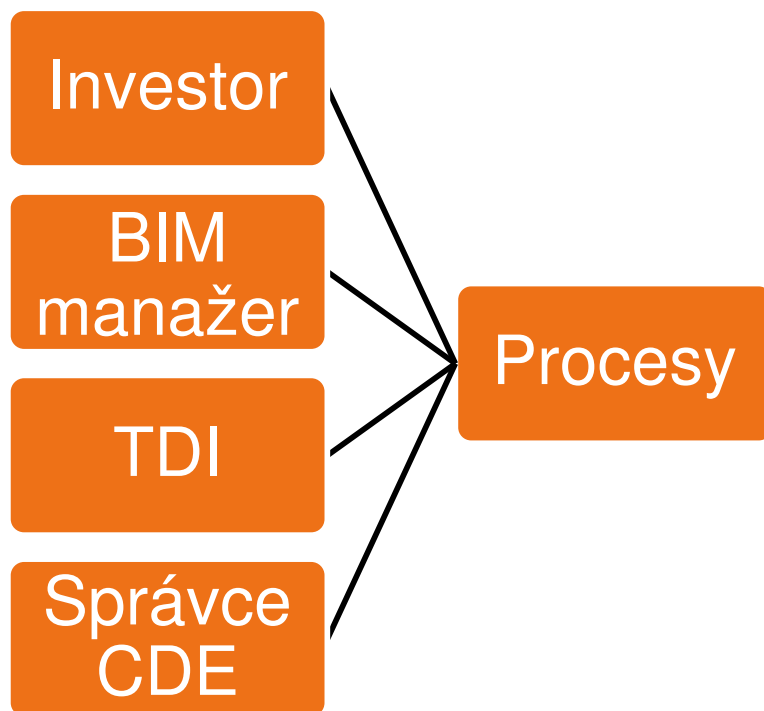 Investor
BIM
manažer
TDI
Správce
CDE
Procesy